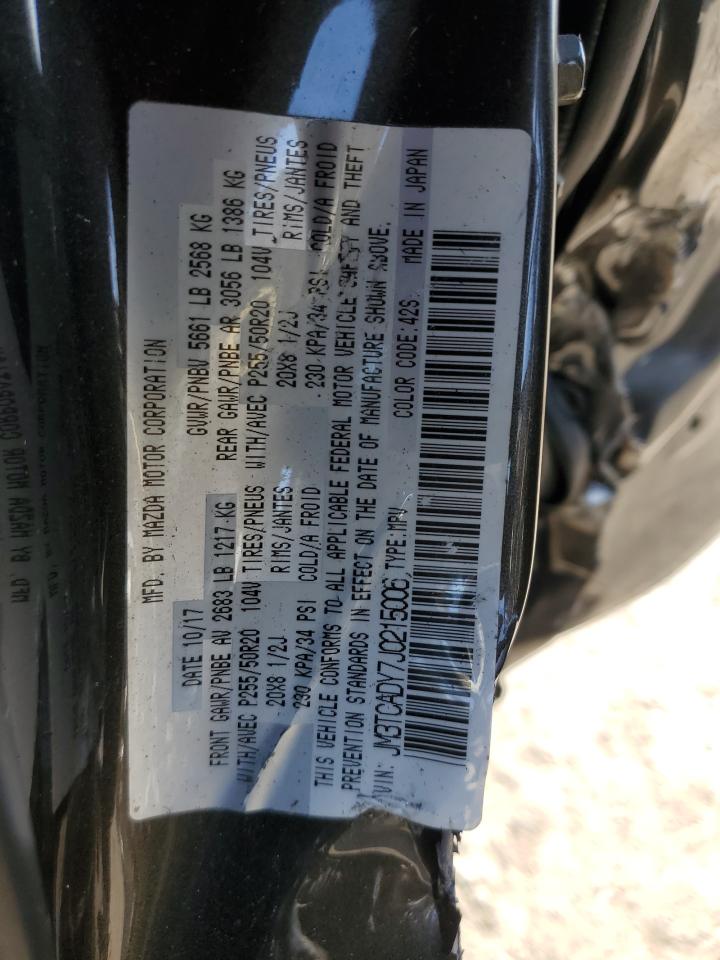 MFD. BY MAZDA MOTOR CORPORATION
DATE 10/17 GVWR/PNBV 5661 LB 2568 KG
FRONT GAWR/PNBE AV 2683 LB 1217 KG REAR GAWR/PNBE AR 3056 LB 1386 KG
WITH/AVEC P255/50R20 104V TIRES/PNEUS WITH/AVEC P255/50R20 104V TIRES/PNEUS
20X8 1/2J RIMS/JANTES 20X8 1/2J RIMS/JANTES
230 KPA/34 PSI COLD/A FROID 230 KPA/34 PSI COLD/A FROID
THIS VEHICLE CONFORMS TO ALL APPLICABLE FEDERAL MOTOR VEHICLE SAFETY AND THEFT
PREVENTION STANDARDS IN EFFECT ON THE DATE OF MANUFACTURE SHOWN ABOVE.
VIN: JM3TCADY7J0215006 TYPE:MPV COLOR CODE:42S MADE IN JAPAN